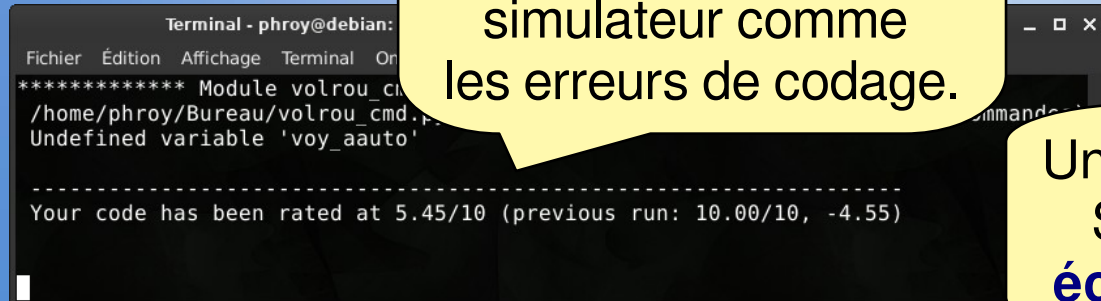 simulateur comme
les erreurs de codage.
Terminal - phroy@debian:
Fichier Édition Affichage Terminal
************* Module
/home/phroy/Bureau/volrou_cmd.
Undefined variable 'voy_aauto'
--------------------------------------------------------------------
Your code has been rated at 5.45/10 (previous run: 10.00/10, -4.55)